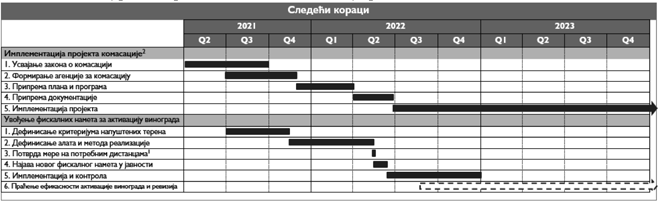 Следећи кораци
2021 2022 2023
Q2 Q3 Q4 Q1 Q2 Q3 Q4 Q1 Q2 Q3 Q4
Имплементација пројекта комасације²
1. Усвајање закона о комасацији
2. Формирање агенције за комасацију
3. Припрема плана и програма
4. Припрема документације
5. Имплементација пројекта
Увођење фискалних намета за активацију винограда
1. Дефинисање критеријума напуштених терена
2. Дефинисање алата и метода реализације
3. Потврда мере на потребним дистанцама¹
4. Најава новог фискалног намета у јавности
5. Имплементација и контрола
6. Праћење ефикасности активације винограда и ревизија